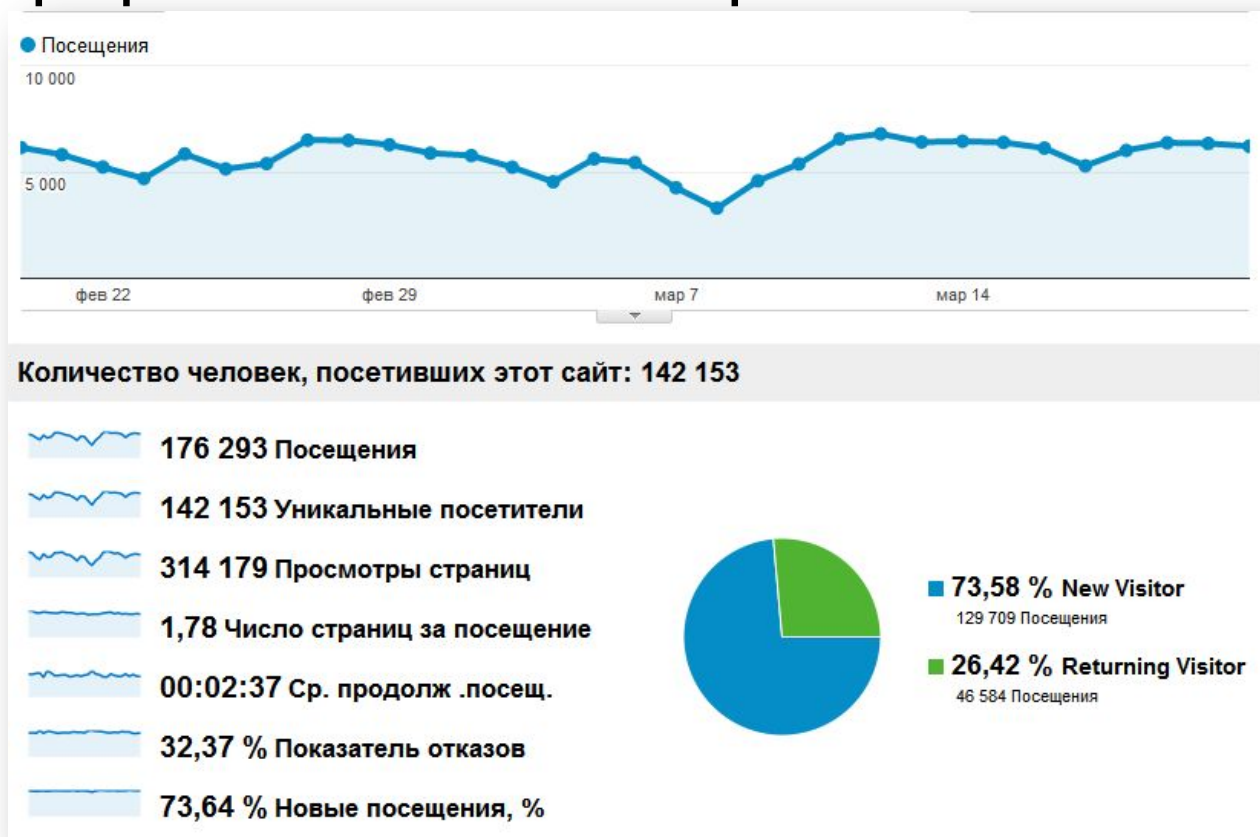 Посещения
10 000
5 000
фев 22 фев 29 мар 7 мар 14
Количество человек, посетивших этот сайт: 142 153
176 293 Посещения
142 153 Уникальные посетители
314 179 Просмотры страниц
1,78 Число страниц за посещение
00:02:37 Ср. продолж .посещ.
32,37 % Показатель отказов
73,64 % Новые посещения, %
73,58 % New Visitor
129 709 Посещения
26,42 % Returning Visitor
46 584 Посещения